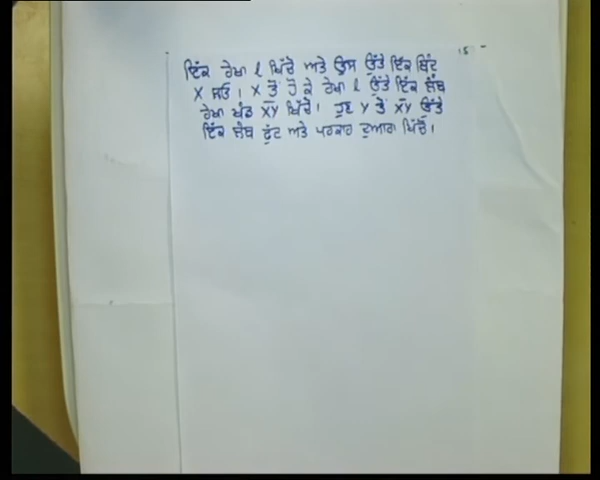 ਇੱਕ ਰੇਖਾ l ਖਿੱਚੋ ਅਤੇ ਉਸ ਉੱਤੇ ਇੱਕ ਬਿੰਦੂ
X ਲਓ। X ਤੋਂ ਹੋ ਕੇ ਰੇਖਾ l ਉੱਤੇ ਇੱਕ ਲੰਬ
ਰੇਖਾ ਖੰਡ XY ਖਿੱਚੋ। ਹੁਣ Y ਤੋਂ XY ਉੱਤੇ
ਇੱਕ ਲੰਬ ਫੁੱਟੇ ਅਤੇ ਪਰਕਾਰ ਦੁਆਰਾ ਖਿੱਚੋ।